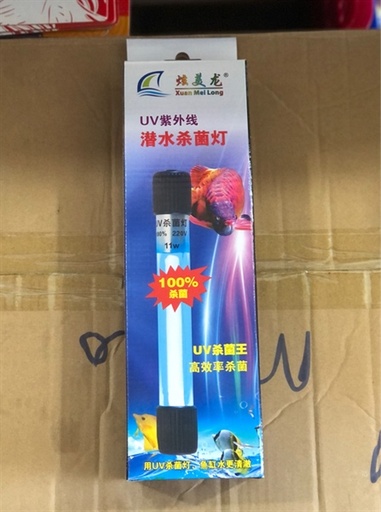 炫美龙®
Xuan Mei Long
UV紫外线
潜水杀菌灯
UV杀菌灯
220V
11w
100%
杀菌
UV杀菌王
高效率杀菌
用UV杀菌灯，鱼缸水更清澈